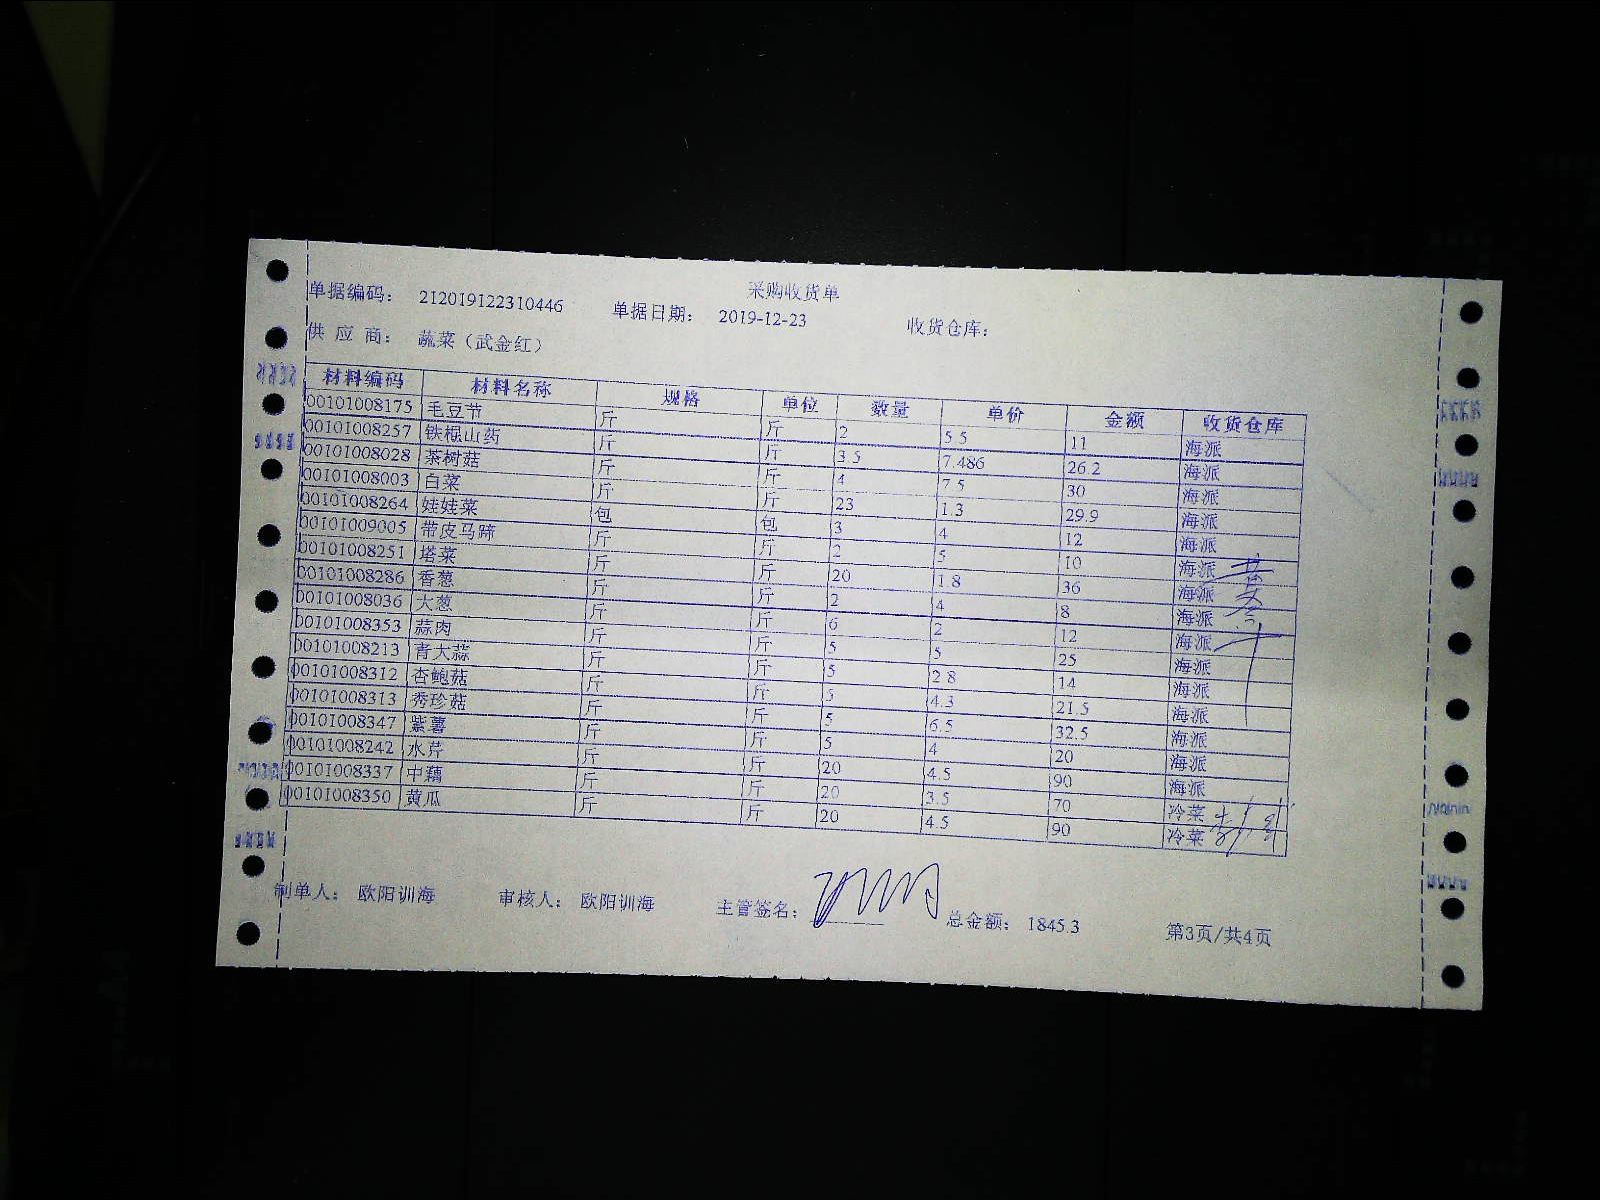 采购收货单
单据编码： 212019122310446 单据日期： 2019-12-23 收货仓库：
供 应 商： 蔬菜（武金红）
材料编码 材料名称 规格 单位 数量 单价 金额 收货仓库
00101008175 毛豆节 斤 斤 2 5.5 11 海派
00101008257 铁棍山药 斤 斤 3.5 7.486 26.2 海派
00101008028 茶树菇 斤 斤 4 7.5 30 海派
00101008003 白菜 斤 斤 23 1.3 29.9 海派
00101008264 娃娃菜 包 包 3 4 12 海派
00101009005 带皮马蹄 斤 斤 2 5 10 海派
00101008251 塔菜 斤 斤 20 1.8 36 海派
00101008286 香葱 斤 斤 2 4 8 海派
00101008036 大葱 斤 斤 6 2 12 海派
00101008353 蒜肉 斤 斤 5 5 25 海派
00101008213 青大蒜 斤 斤 5 2.8 14 海派
00101008312 杏鲍菇 斤 斤 5 4.3 21.5 海派
00101008313 秀珍菇 斤 斤 5 6.5 32.5 海派
00101008347 紫薯 斤 斤 5 4 20 海派
00101008242 水芹 斤 斤 20 4.5 90 海派
00101008337 中藕 斤 斤 20 3.5 70 冷菜
00101008350 黄瓜 斤 斤 20 4.5 90 冷菜
制单人： 欧阳训海 审核人： 欧阳训海 主管签名： 总金额： 1845.3 第3页/共4页